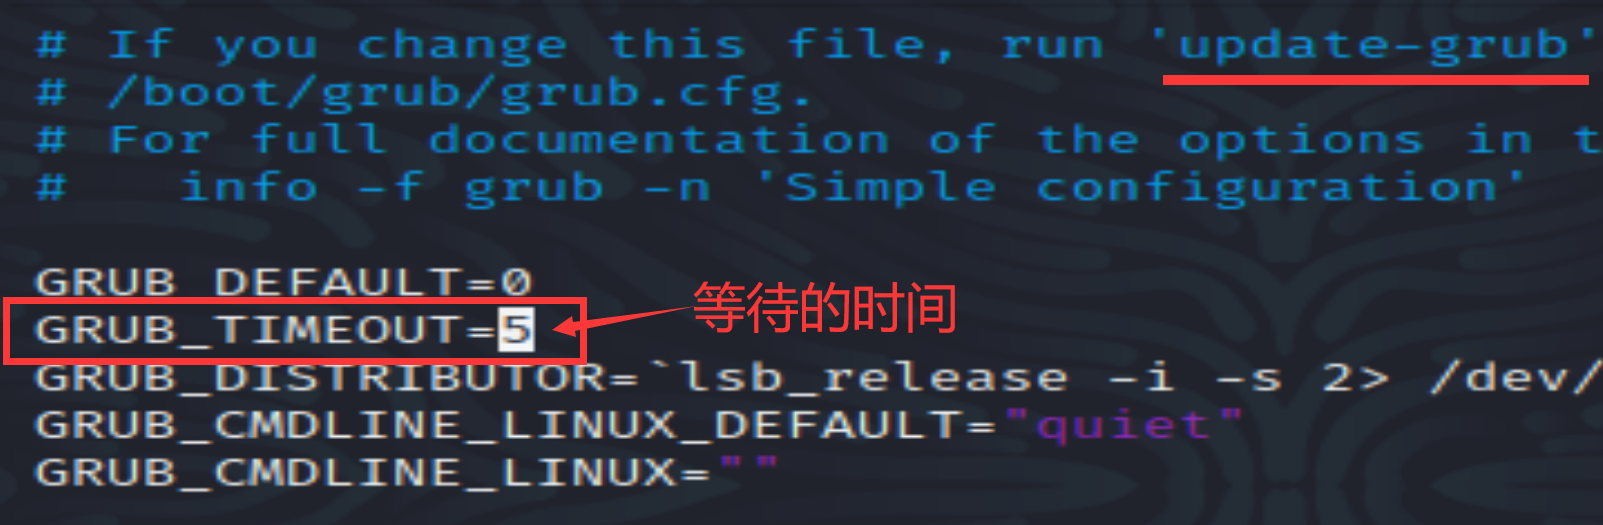 # If you change this file, run 'update-grub'
# /boot/grub/grub.cfg.
# For full documentation of the options in t
#   info -f grub -n 'Simple configuration'
GRUB_DEFAULT=0
GRUB_TIMEOUT=5
等待的时间
GRUB_DISTRIBUTOR=`lsb_release -i -s 2> /dev/
GRUB_CMDLINE_LINUX_DEFAULT="quiet"
GRUB_CMDLINE_LINUX=""